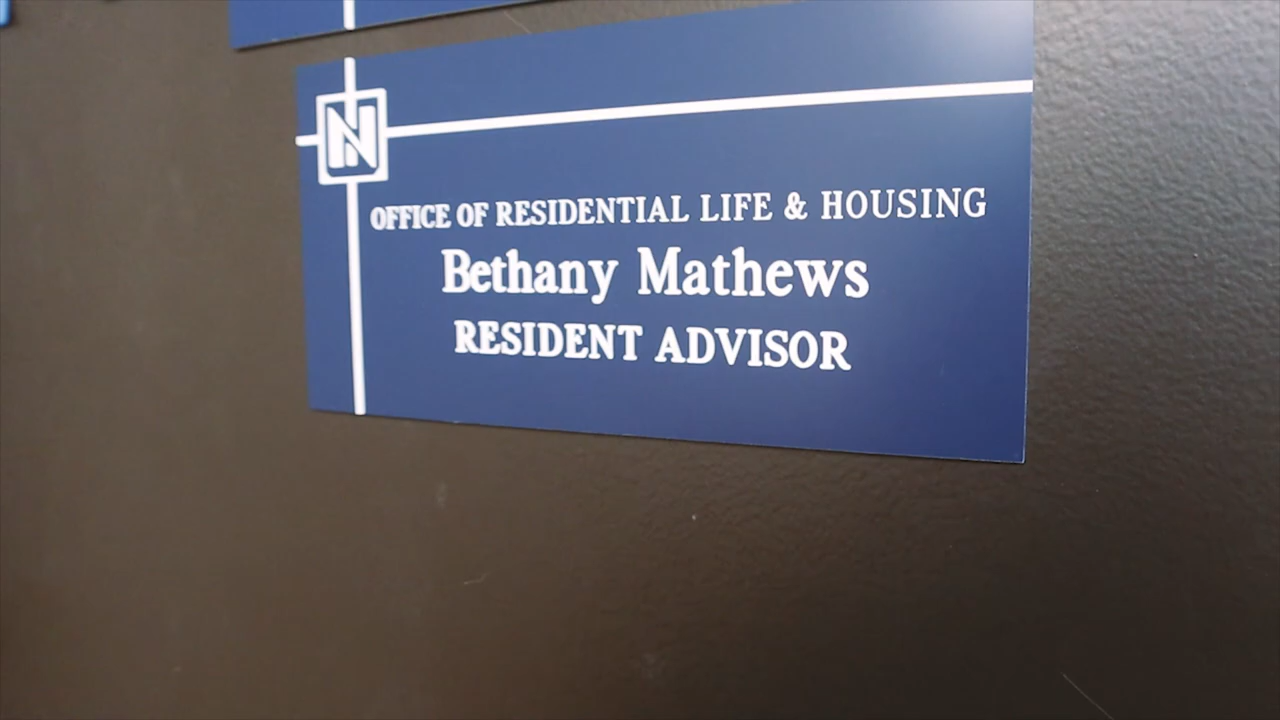 N
OFFICE OF RESIDENTIAL LIFE & HOUSING
Bethany Mathews
RESIDENT ADVISOR